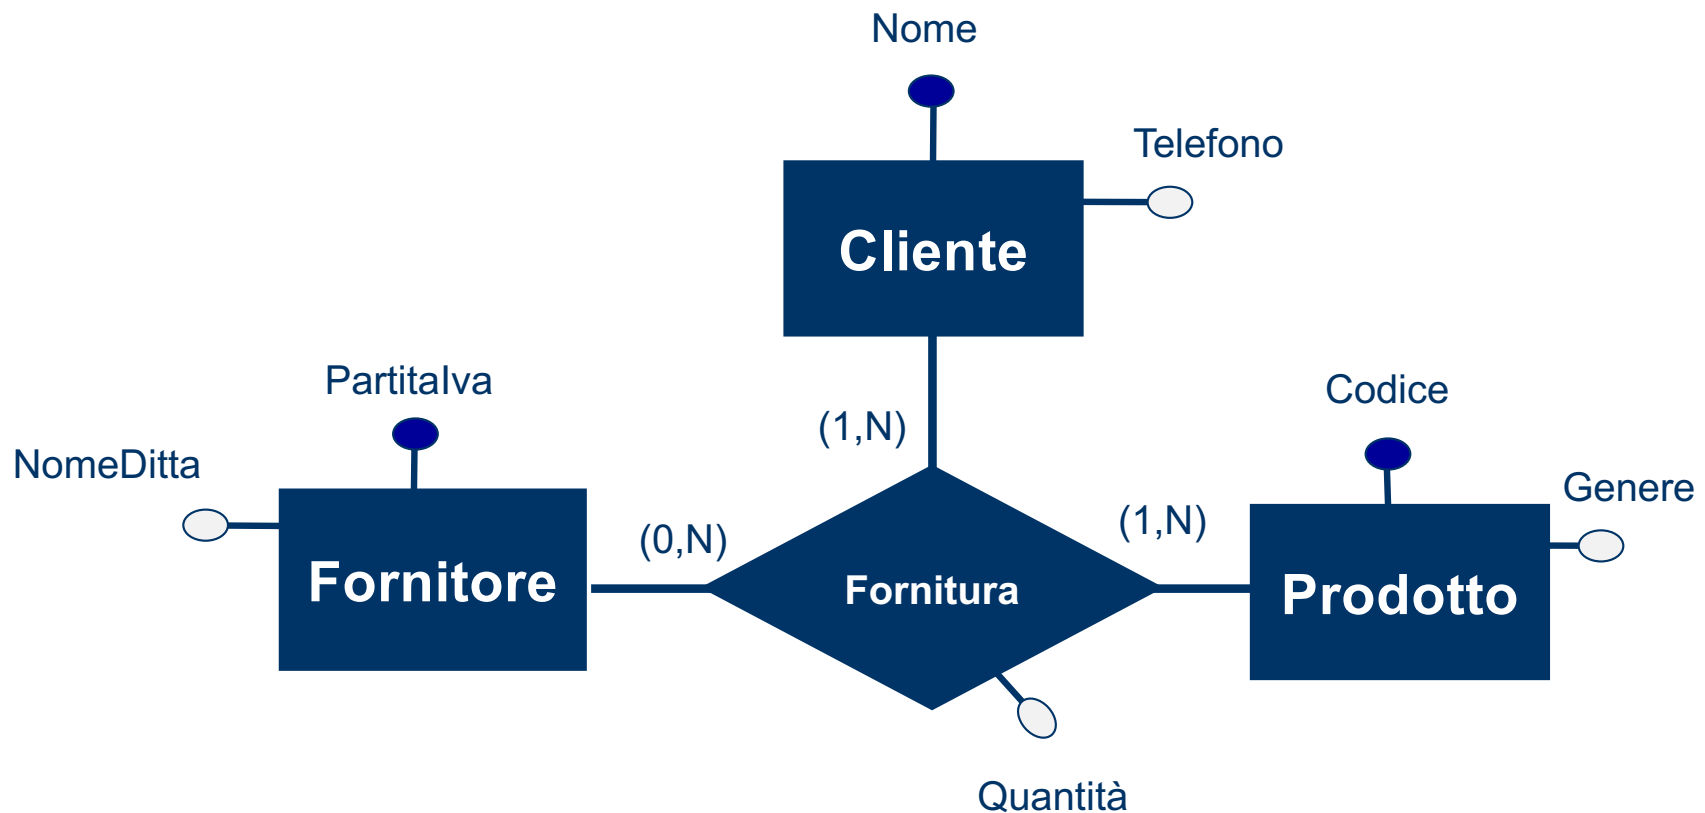 Nome
Telefono
Cliente
PartitaIva
Codice
(1,N)
NomeDitta
Genere
(1,N)
(0,N)
Fornitore
Fornitura
Prodotto
Quantità